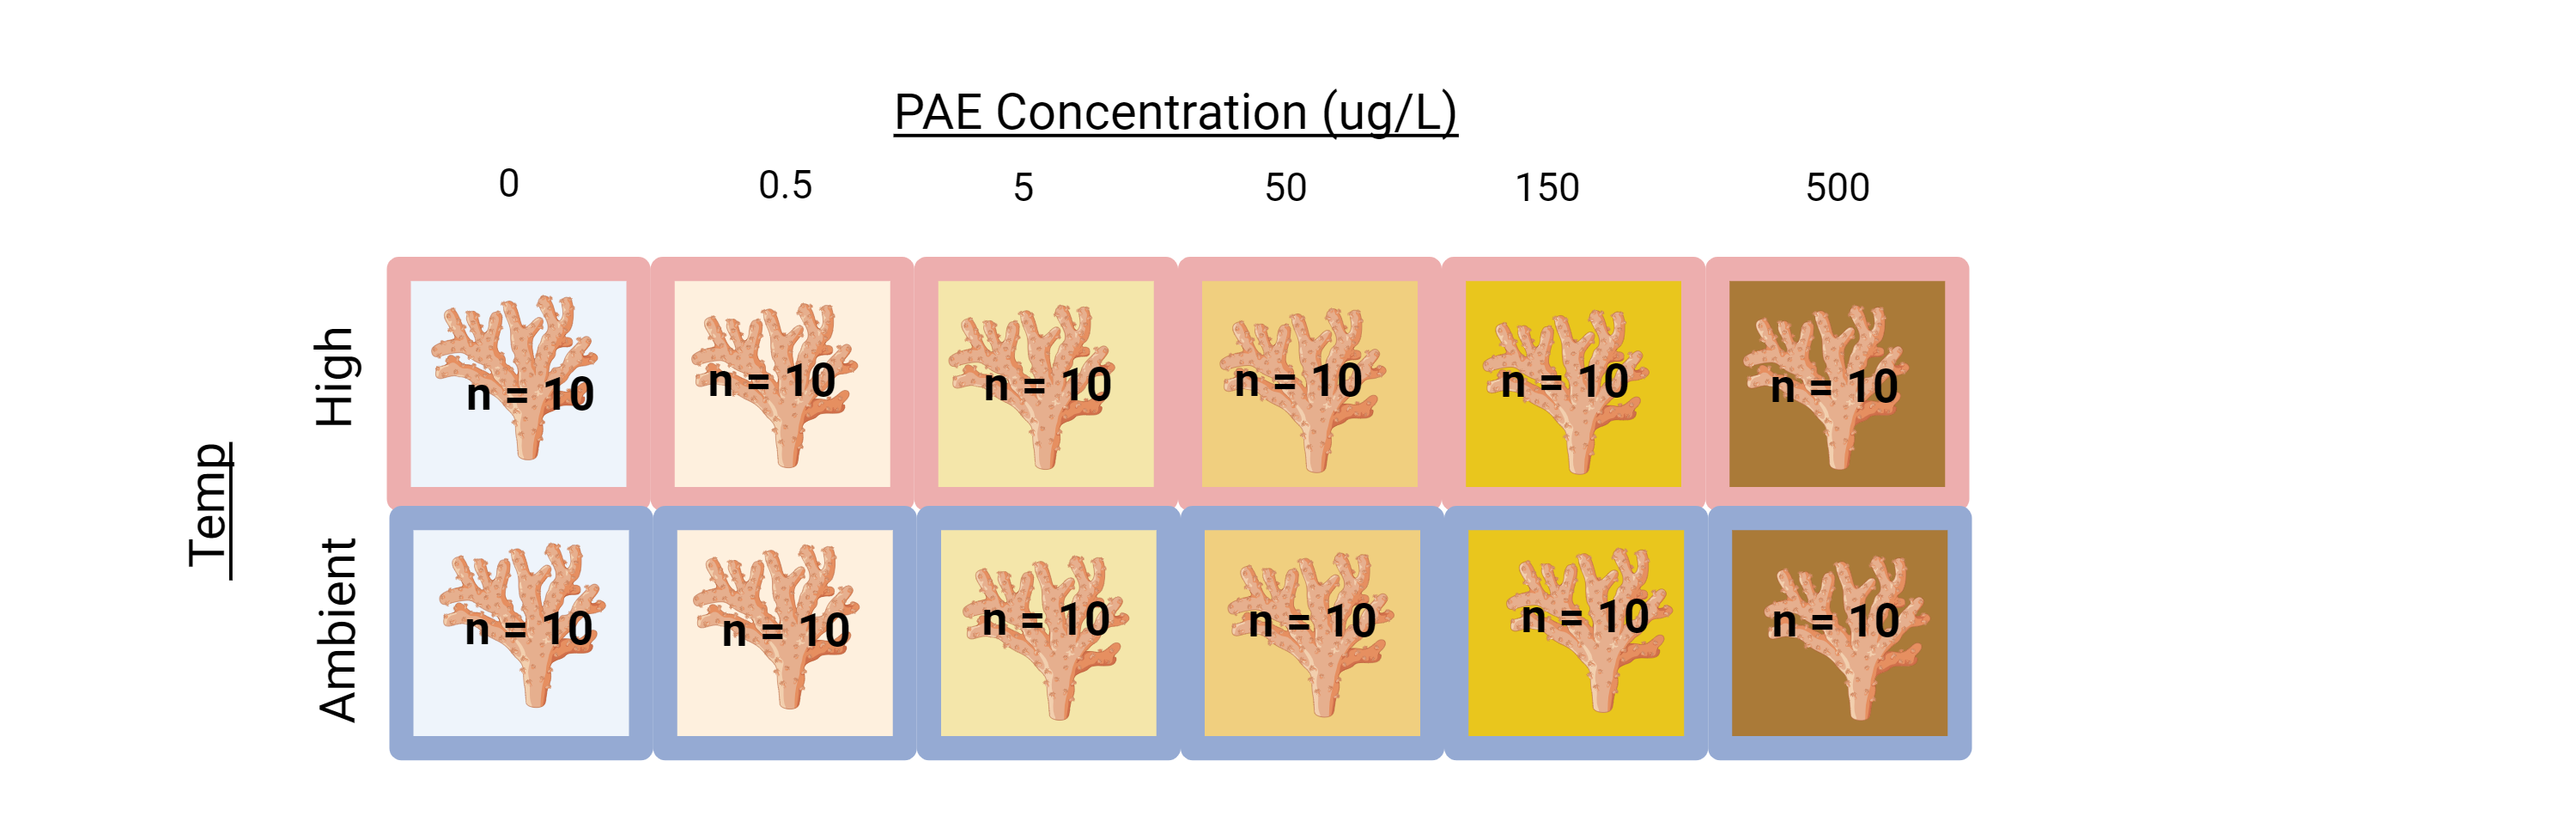 PAE Concentration (ug/L)
0 0.5 5 50 150 500
Temp
High
n = 10 n = 10 n = 10 n = 10 n = 10 n = 10
Ambient
n = 10 n = 10 n = 10 n = 10 n = 10 n = 10